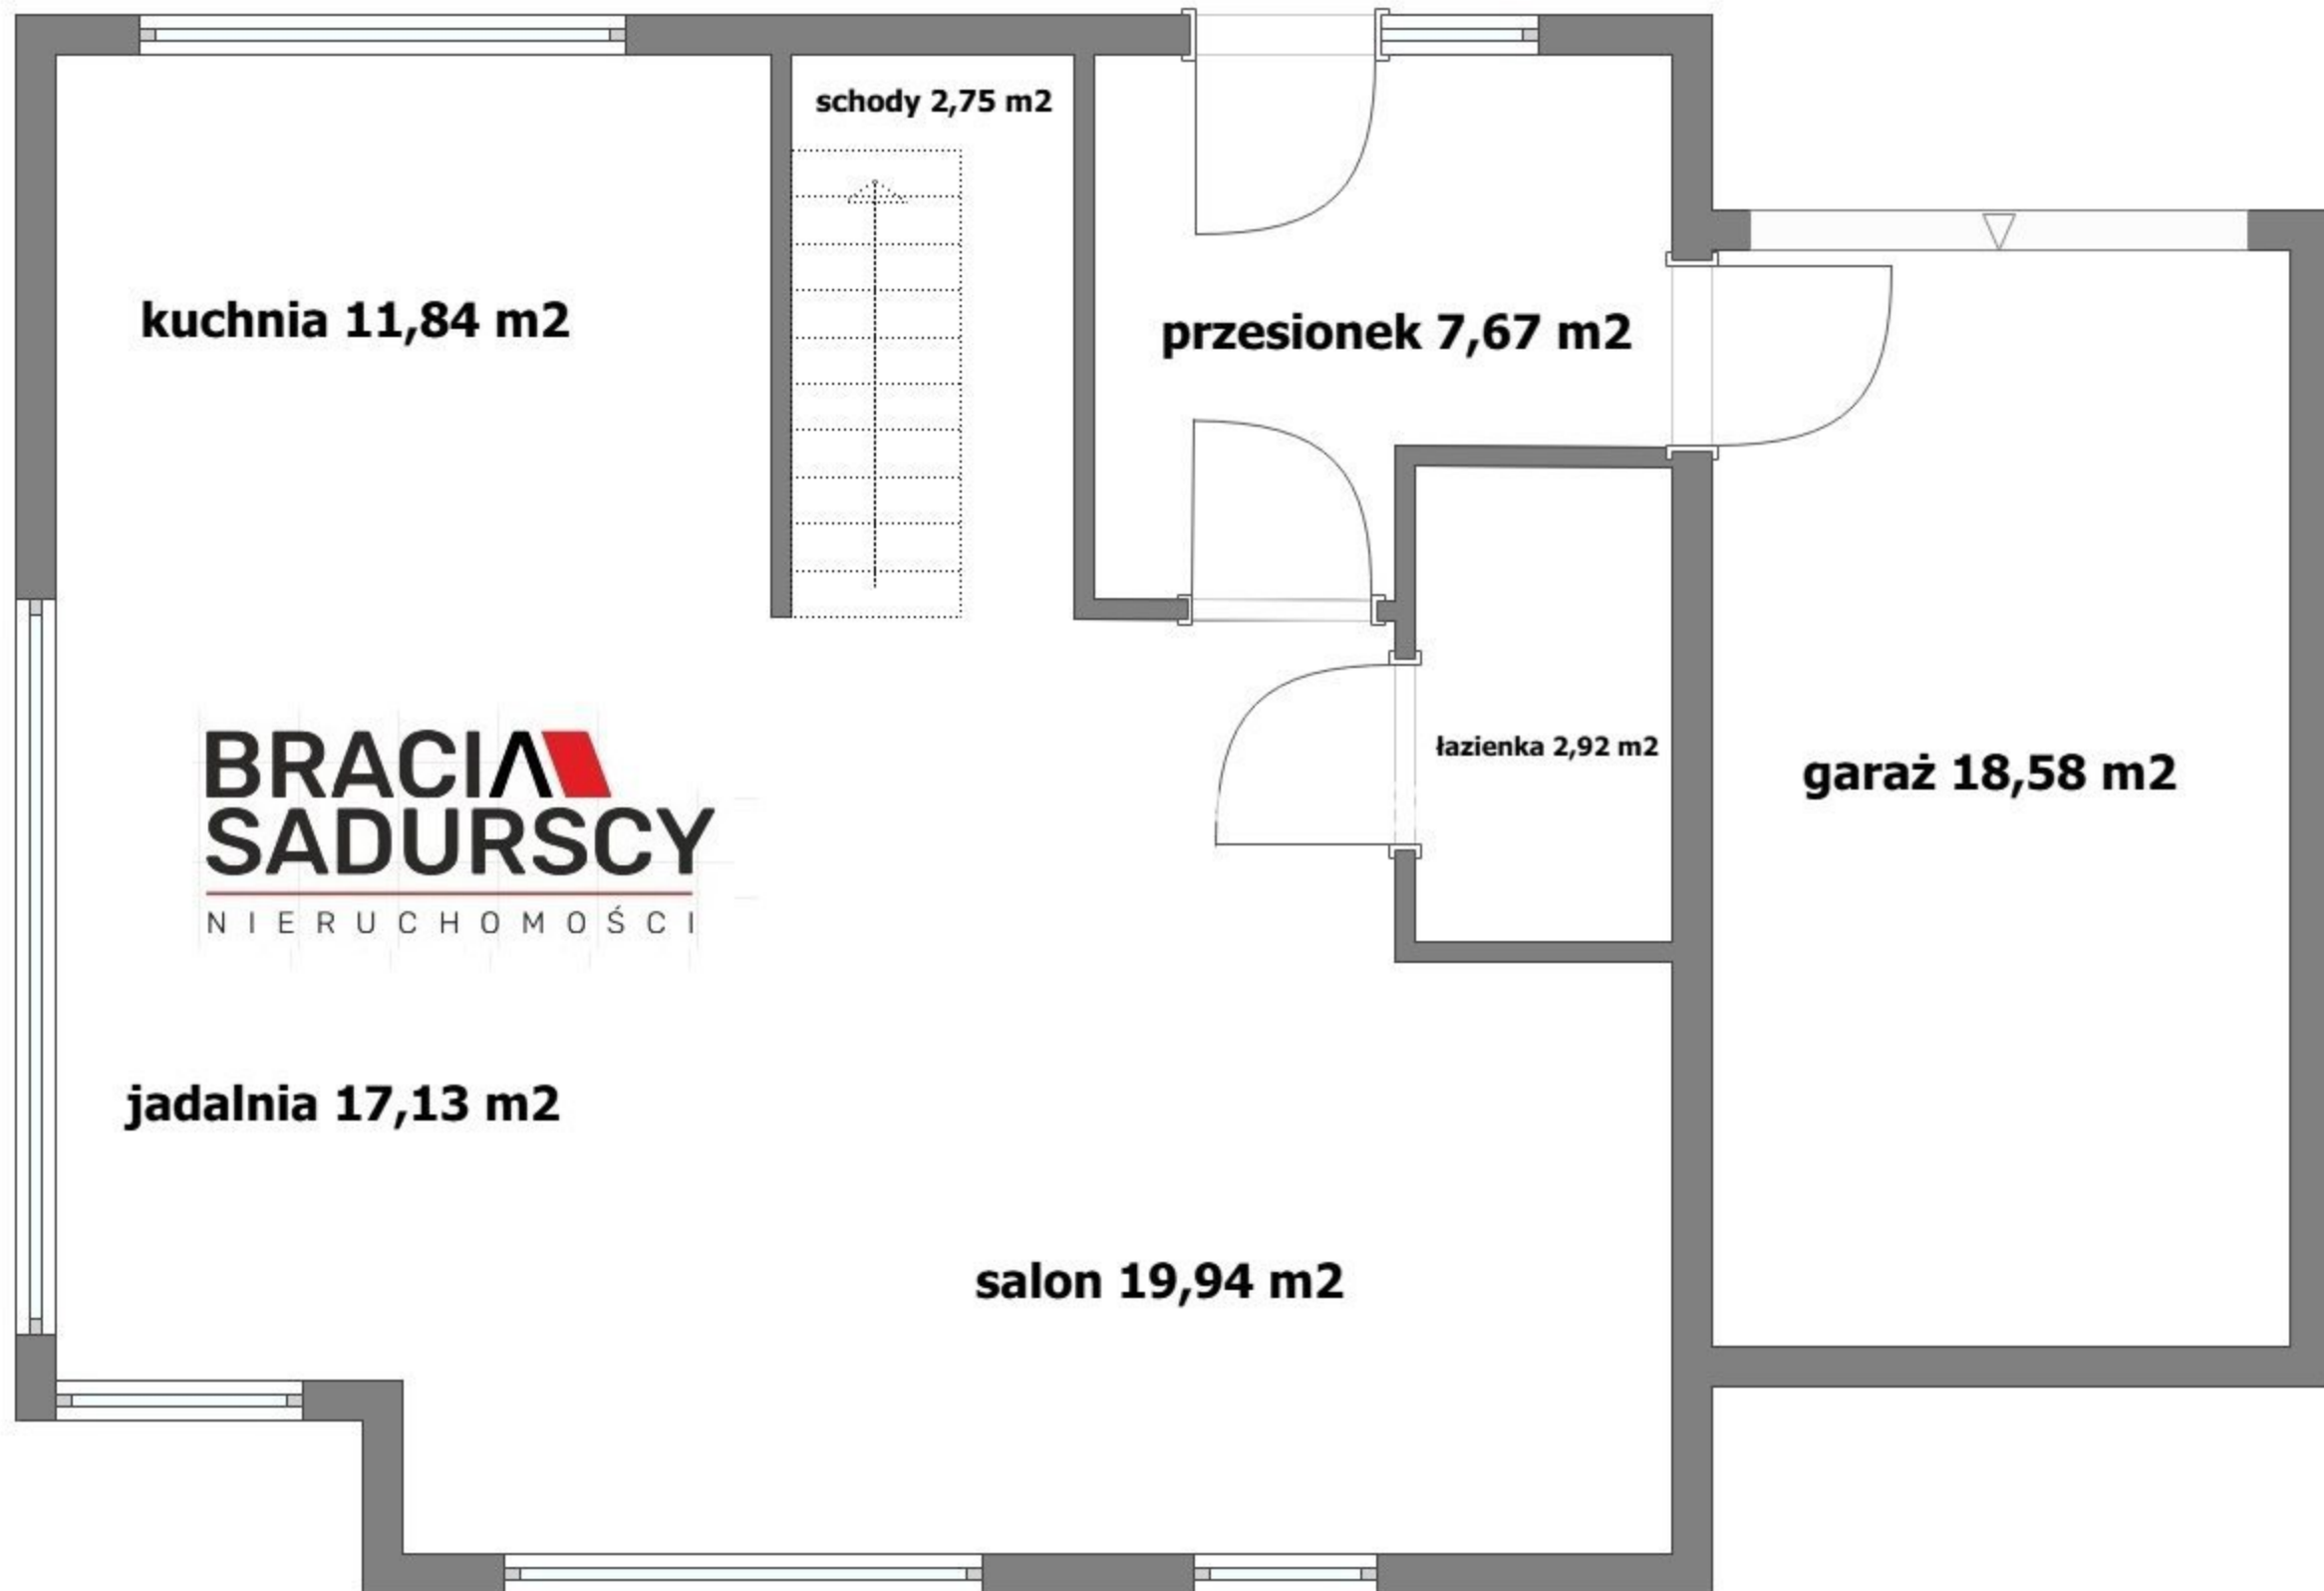 schody 2,75 m2
kuchnia 11,84 m2
przesionek 7,67 m2
BRACIA
SADURSCY
NIERUCHOMOŚCI
łazienka 2,92 m2
garaż 18,58 m2
jadalnia 17,13 m2
salon 19,94 m2